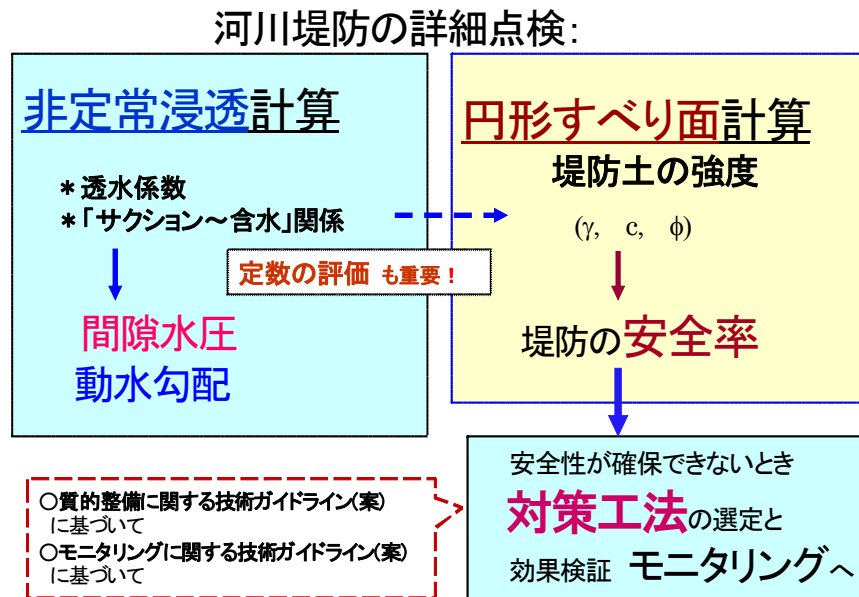 河川堤防の詳細点検:
非定常浸透計算
*透水係数
*「サクション～含水」関係
間隙水圧
動水勾配
定数の評価 も重要！
円形すべり面計算
堤防土の強度
(γ, c, φ)
堤防の安全率
安全性が確保できないとき
対策工法の選定と
効果検証 モニタリングへ
○質的整備に関する技術ガイドライン(案)
に基づいて
○モニタリングに関する技術ガイドライン(案)
に基づいて